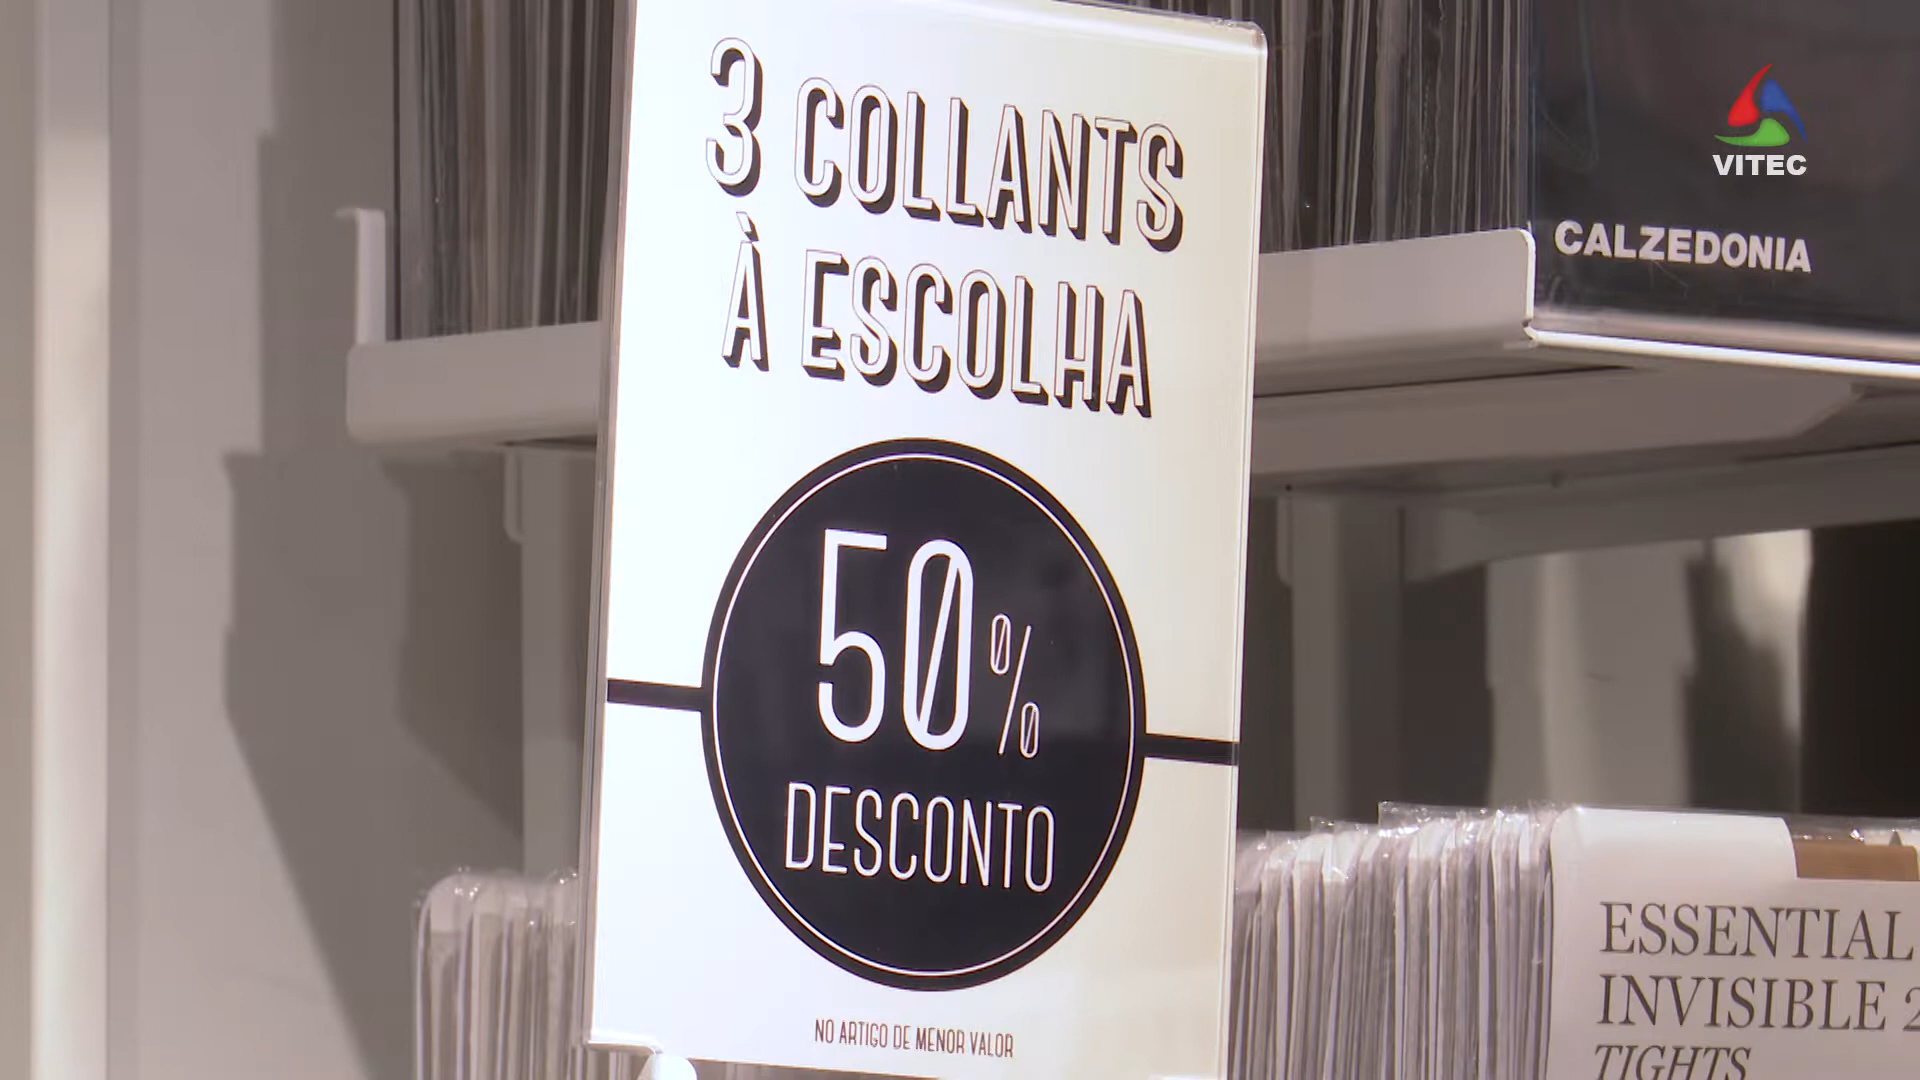 3 COLLANTS
À ESCOLHA
50%
DESCONTO
NO ARTIGO DE MENOR VALOR
VITEC
CALZEDONIA
ESSENTIAL
INVISIBLE
TIGHTS